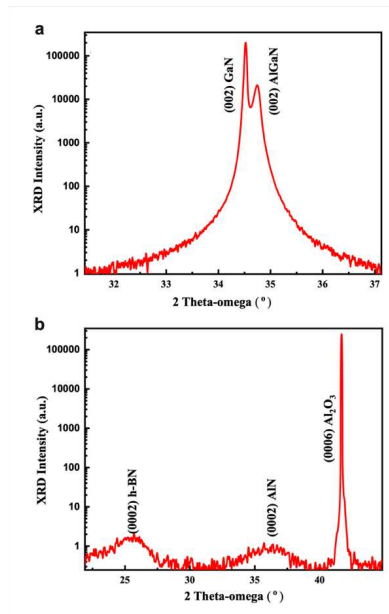 a
XRD Intensity (a.u.)
100000
10000
1000
100
10
1
(002) GaN
(002) AlGaN
32 33 34 35 36 37
2 Theta-omega (°)
b
XRD Intensity (a.u.)
100000
10000
1000
100
10
1
(0002) h-BN
(0002) AlN
(0006) Al₂O₃
25 30 35 40
2 Theta-omega (°)